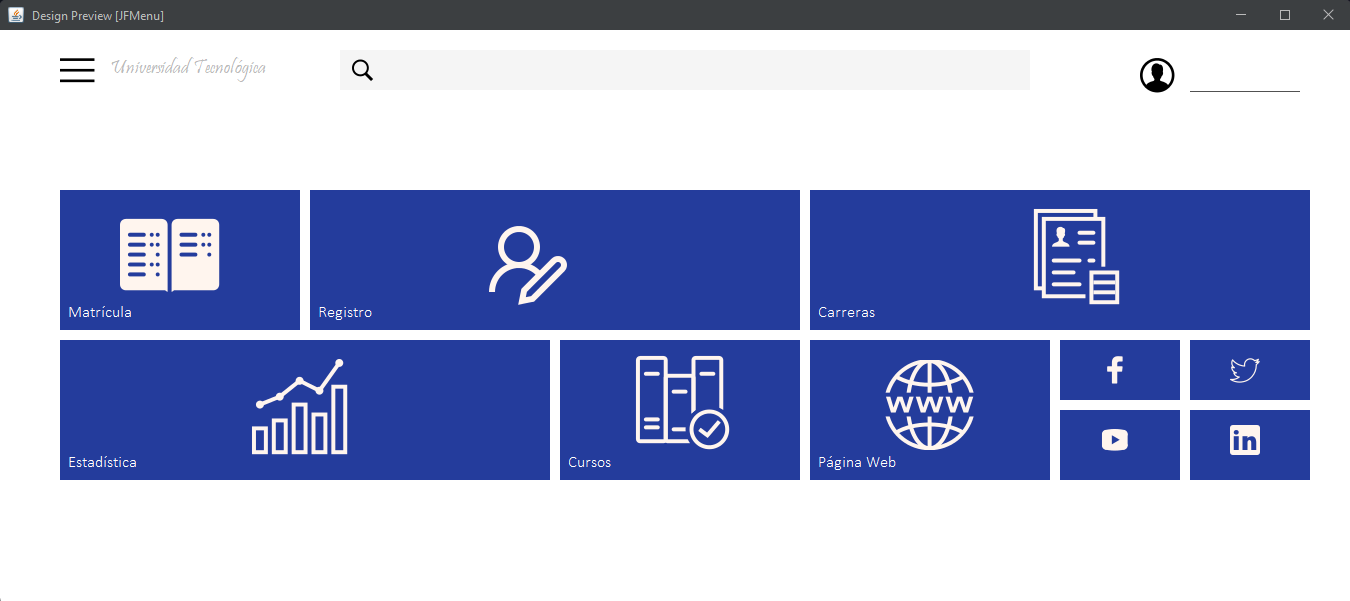 Design Preview [JFMenu]
Universidad Tecnológica
Matrícula
Registro
Carreras
WWW
Estadística
Cursos
Página Web
f
in